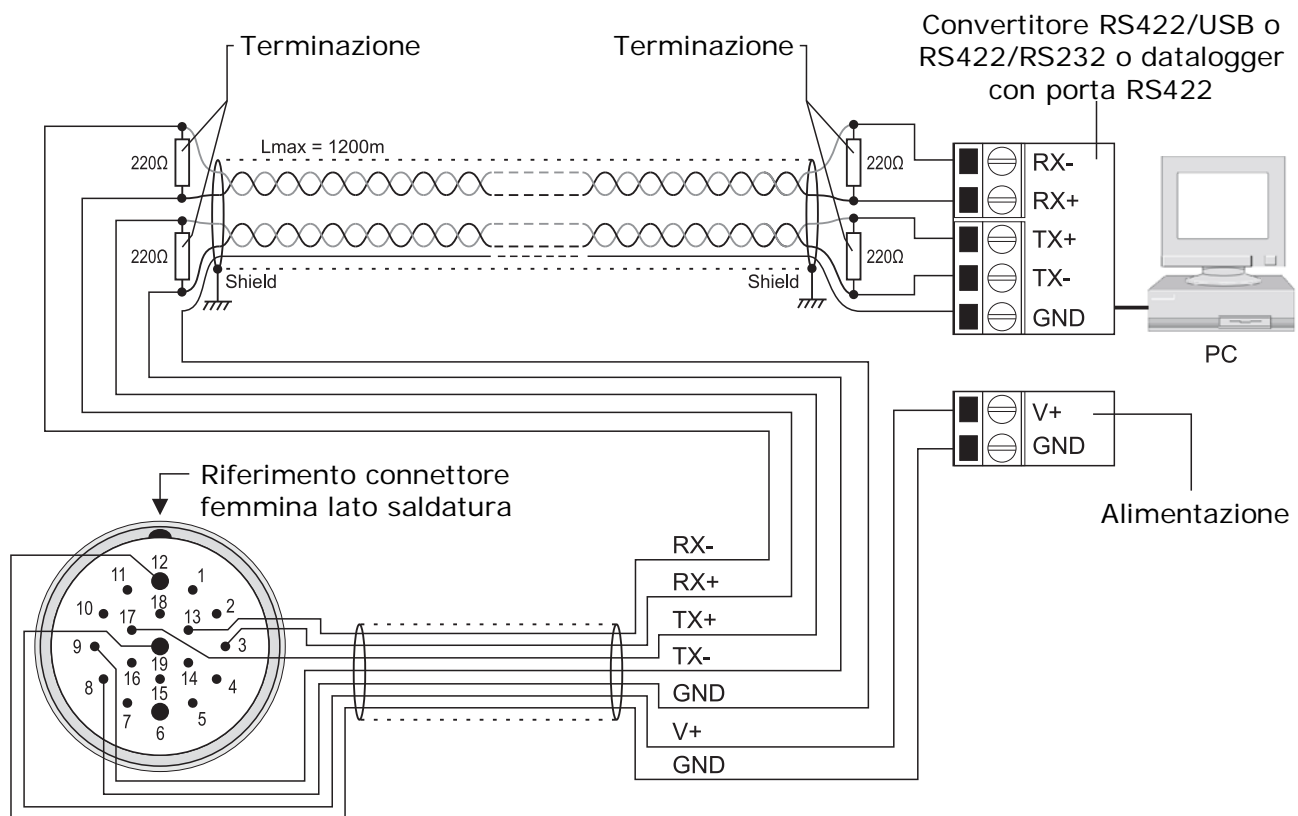 Terminazione
Terminazione
Convertitore RS422/USB o
RS422/RS232 o datalogger
con porta RS422
Lmax = 1200m
220Ω
220Ω
220Ω
220Ω
Shield
Shield
RX-
RX+
TX+
TX-
GND
PC
V+
GND
Alimentazione
Riferimento connettore
femmina lato saldatura
12
11
1
10
18
2
17
13
9
3
19
16
14
8
4
15
7
5
6
RX-
RX+
TX+
TX-
GND
V+
GND